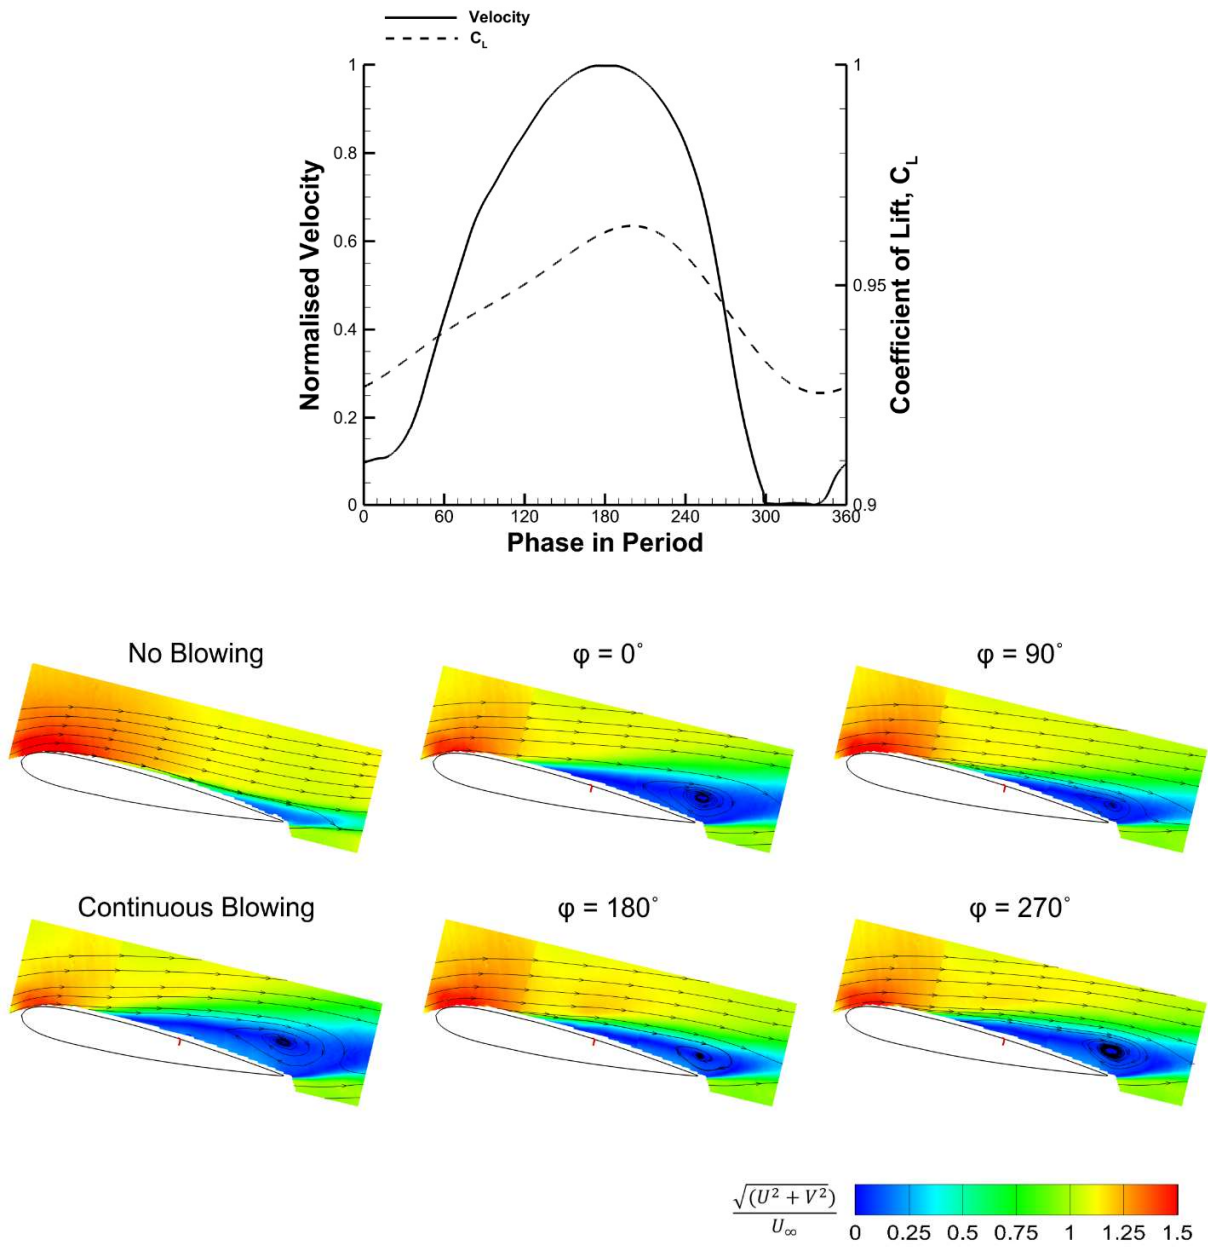 Velocity
C_L
1
0.8
0.6
0.4
0.2
0
Normalised Velocity
1
0.95
0.9
Coefficient of Lift, C_L
0 60 120 180 240 300 360
Phase in Period
No Blowing φ = 0° φ = 90°
Continuous Blowing φ = 180° φ = 270°
√(U² + V²)
U∞
0 0.25 0.5 0.75 1 1.25 1.5